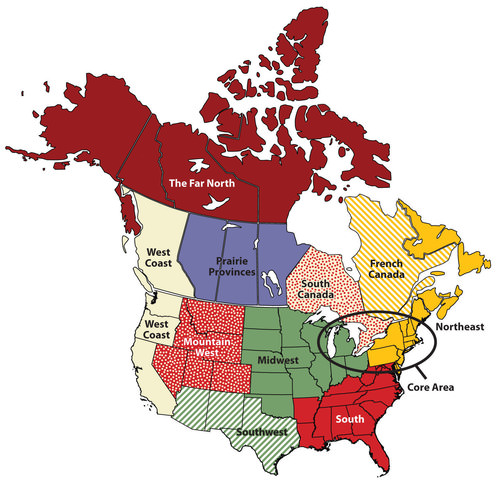 The Far North
West
Coast
Prairie
Provinces
French
Canada
South
Canada
West
Coast
Mountain
West
Midwest
Northeast
Core Area
South
Southwest